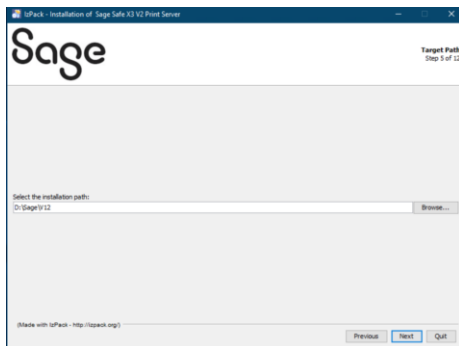 IzPack - Installation of Sage Safe X3 V2 Print Server
Sage
Target Path
Step 5 of 12
Select the installation path:
D:\Sage\V12
Browse...
(Made with IzPack - http://izpack.org/)
Previous
Next
Quit